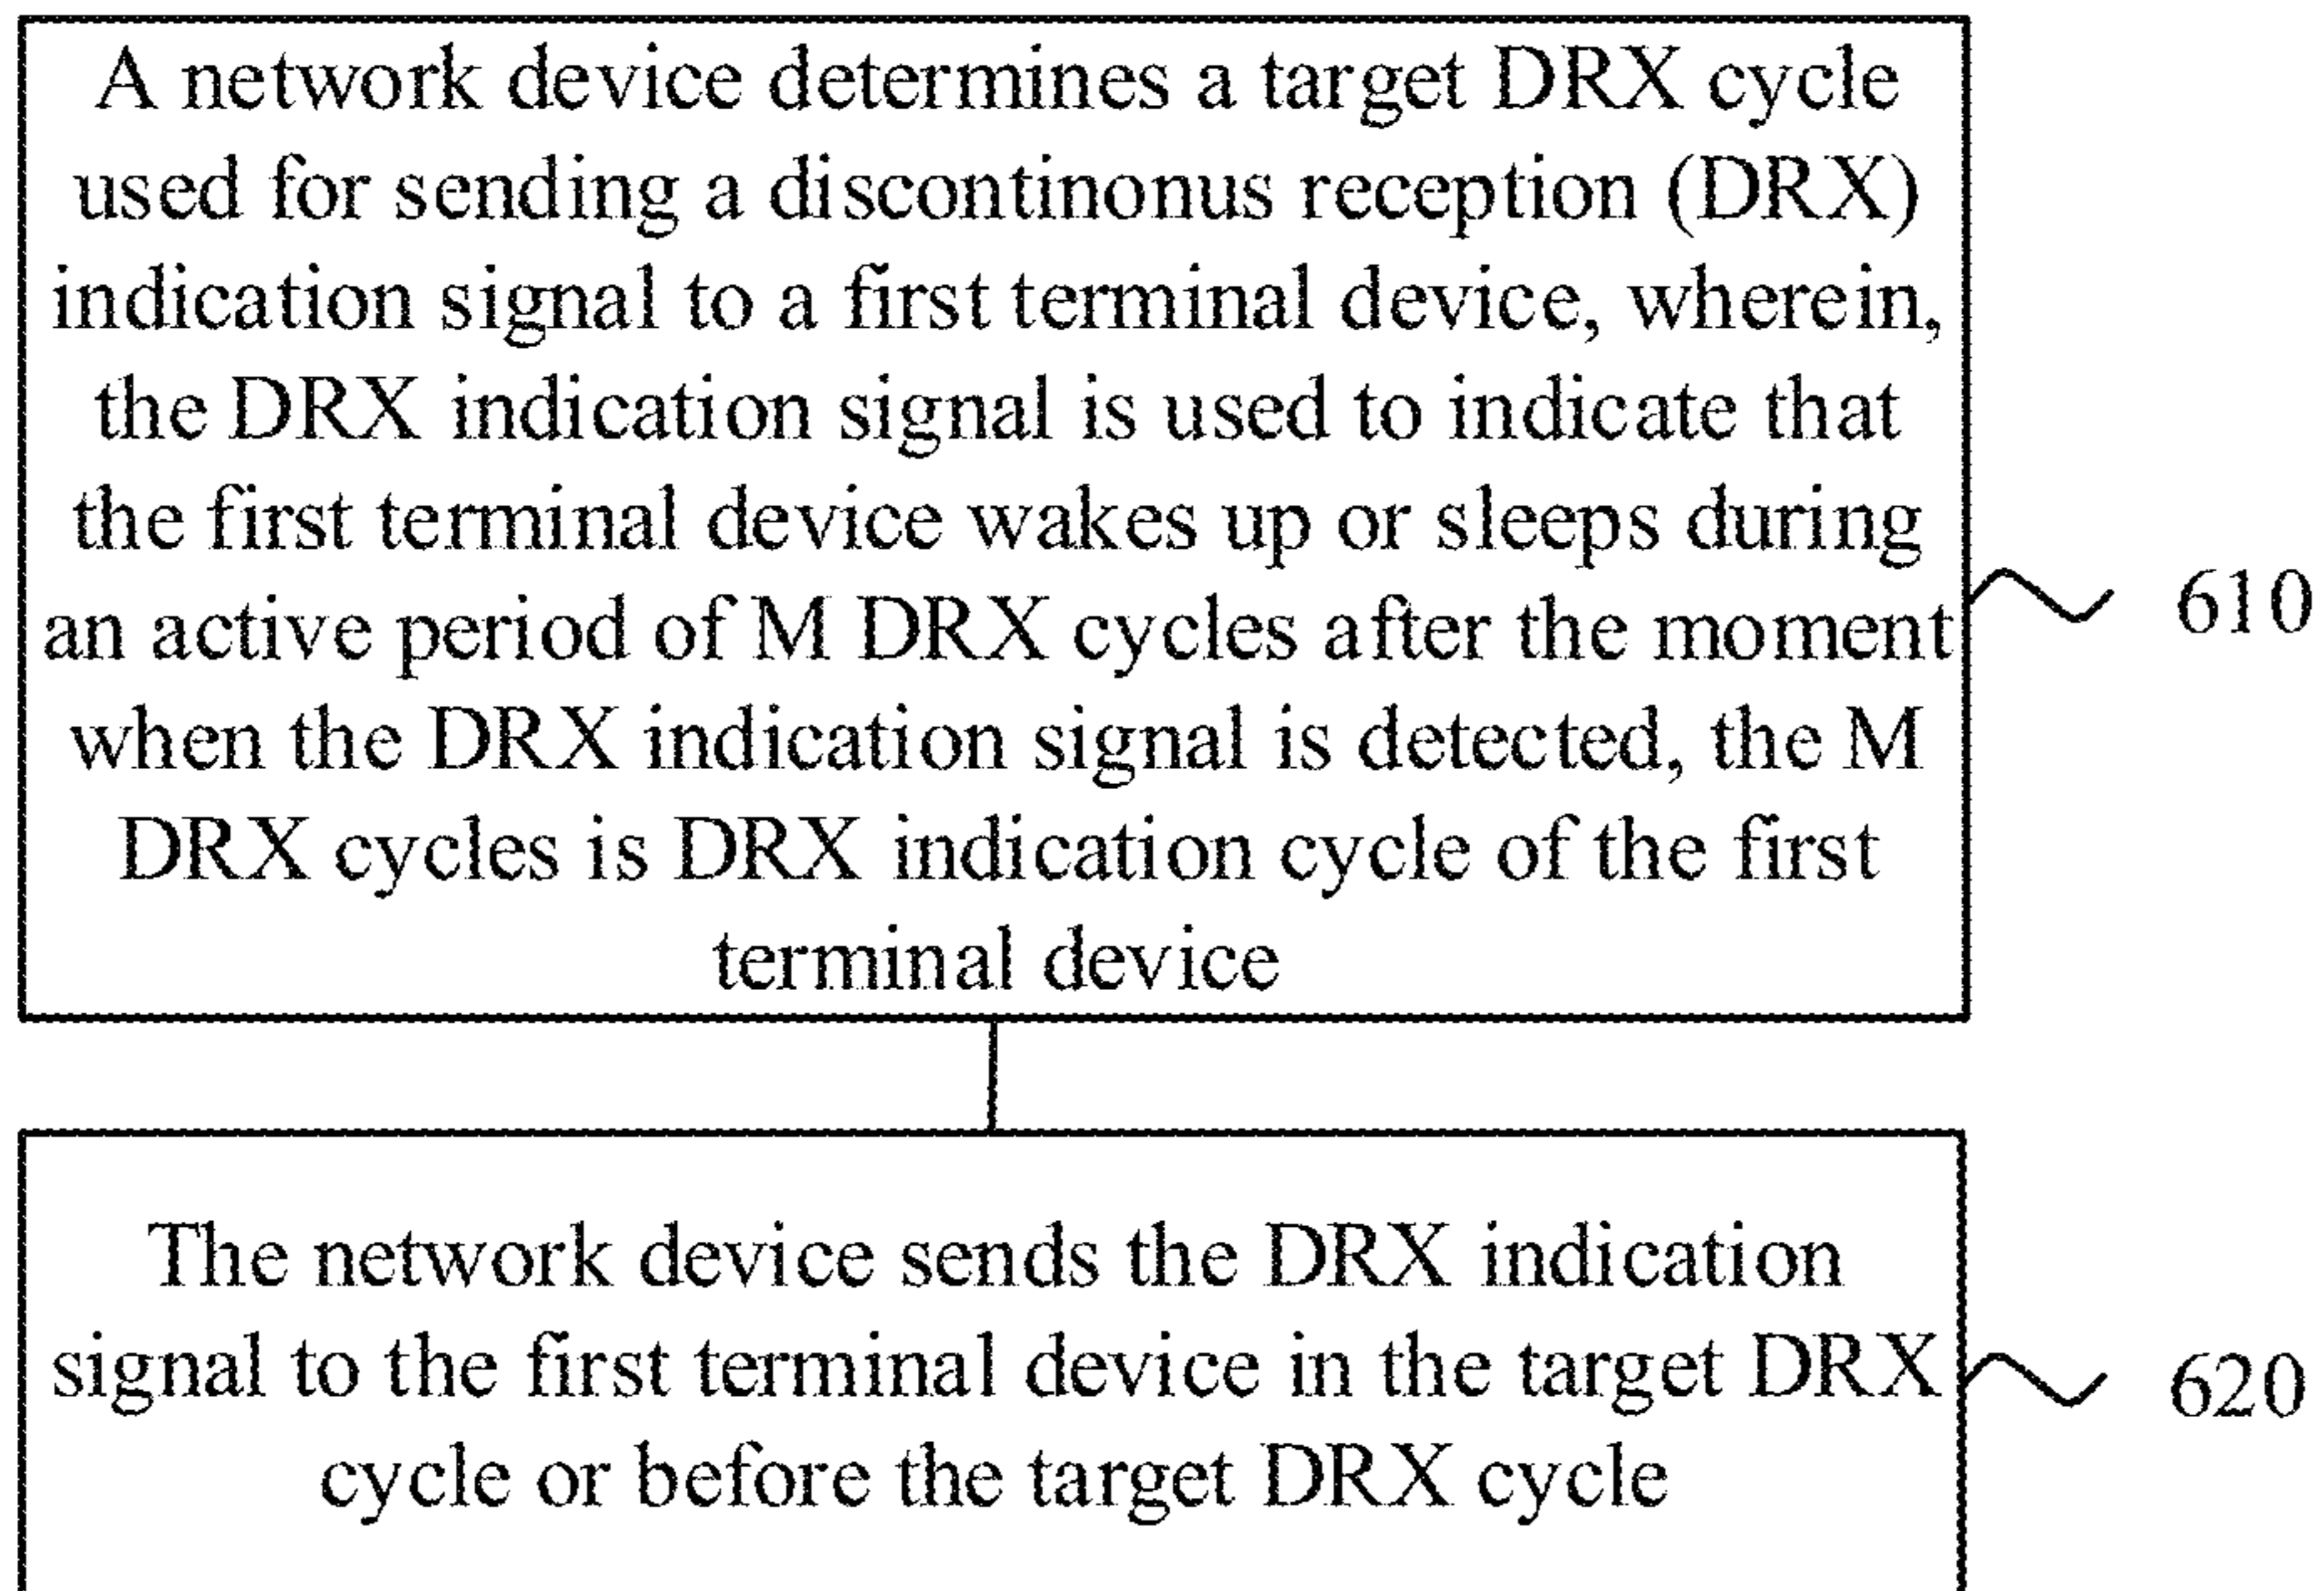 A network device determines a target DRX cycle
used for sending a discontinonus reception (DRX)
indication signal to a first terminal device, wherein,
the DRX indication signal is used to indicate that
the first terminal device wakes up or sleeps during
an active period of M DRX cycles after the moment
when the DRX indication signal is detected, the M
DRX cycles is DRX indication cycle of the first
terminal device
610
The network device sends the DRX indication
signal to the first terminal device in the target DRX
cycle or before the target DRX cycle
620